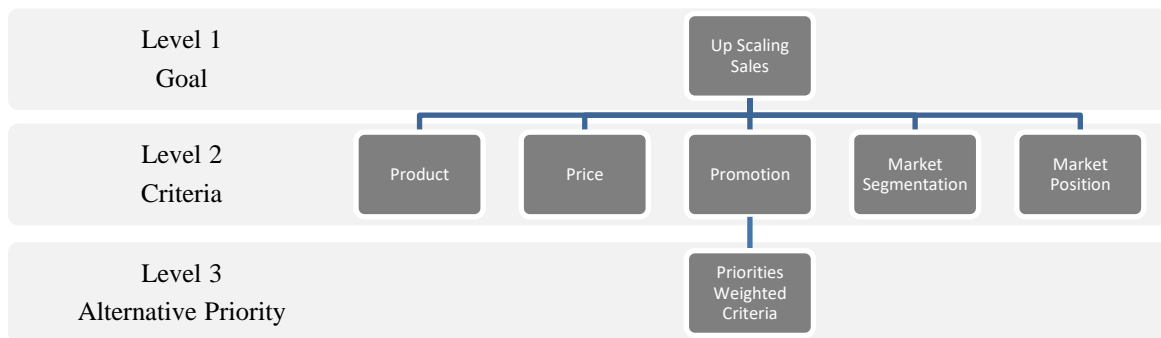 Level 1
Goal
Up Scaling
Sales
Level 2
Criteria
Product
Price
Promotion
Market
Segmentation
Market
Position
Level 3
Alternative Priority
Priorities
Weighted
Criteria